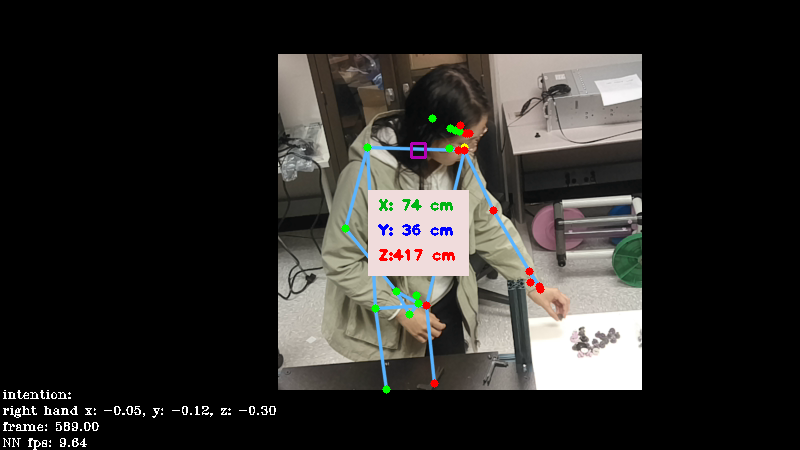 X: 74 cm
Y: 36 cm
Z:417 cm
intention:
right hand x: -0.05, y: -0.12, z: -0.30
frame: 589.00
NN fps: 9.64